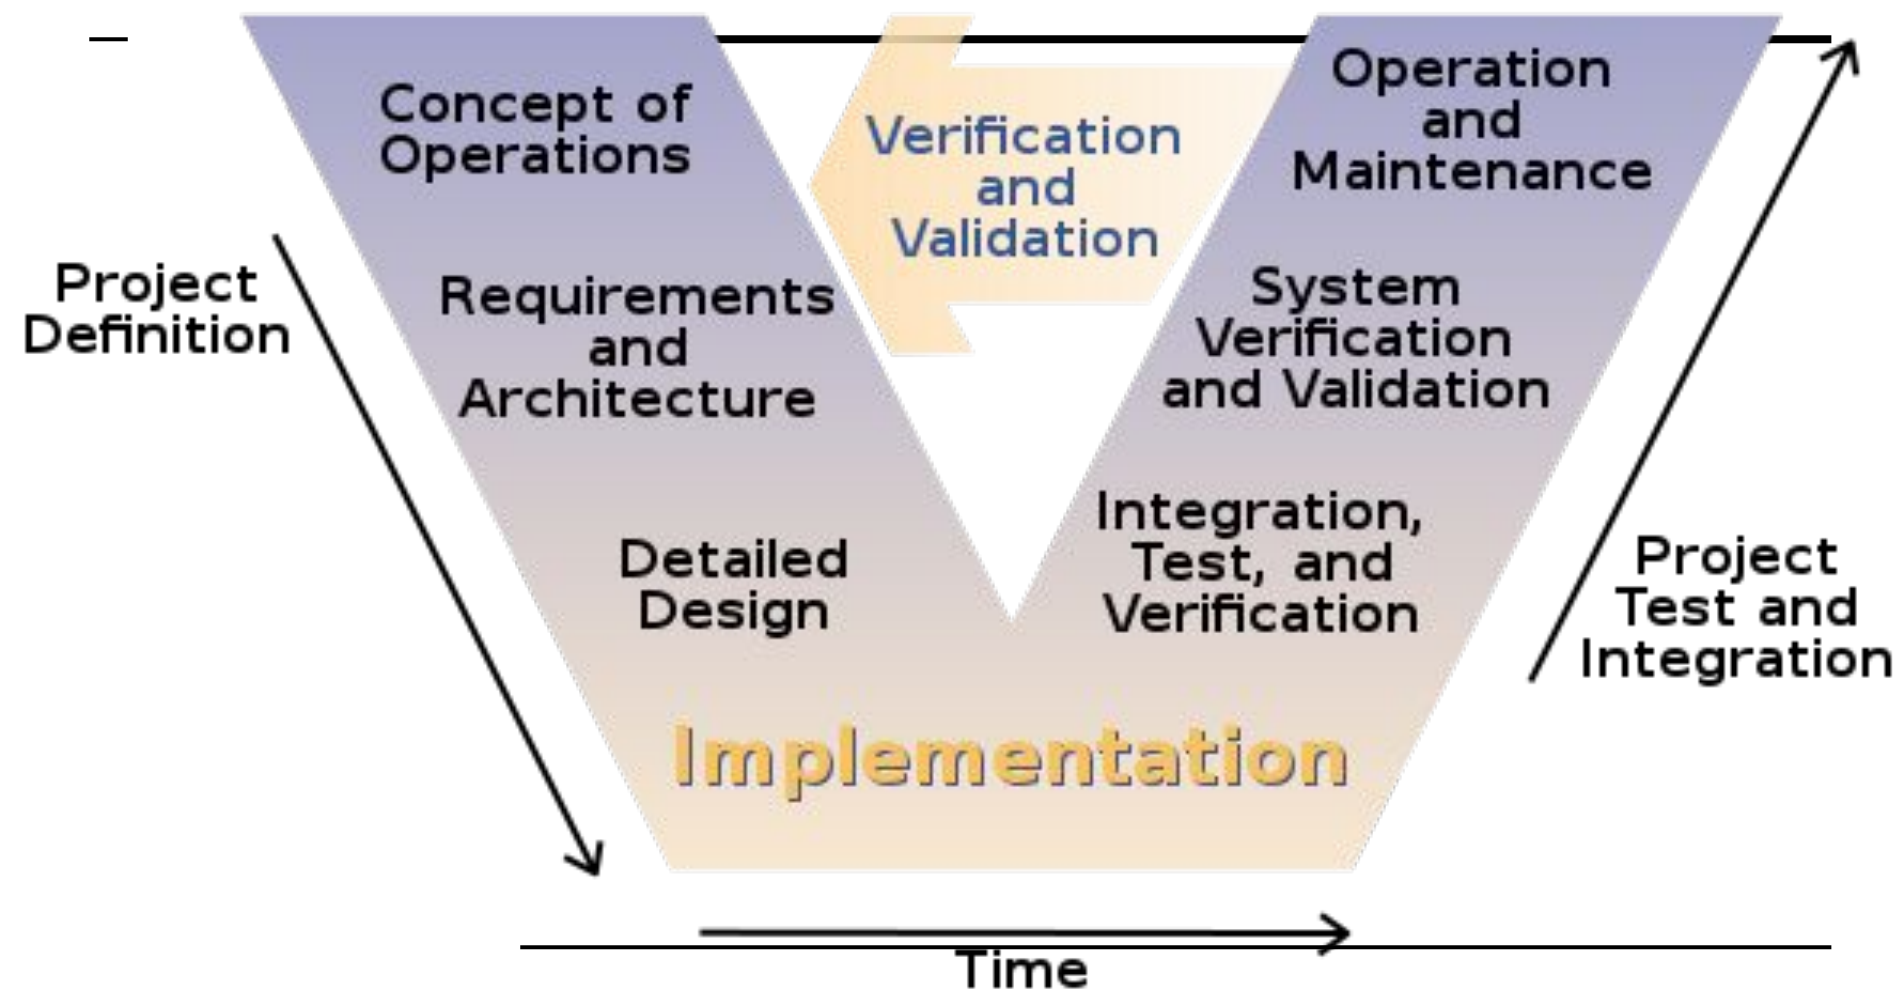 Concept of
Operations
Verification
and
Validation
Operation
and
Maintenance
Project
Definition
Requirements
and
Architecture
System
Verification
and Validation
Detailed
Design
Integration,
Test, and
Verification
Project
Test and
Integration
Implementation
Time